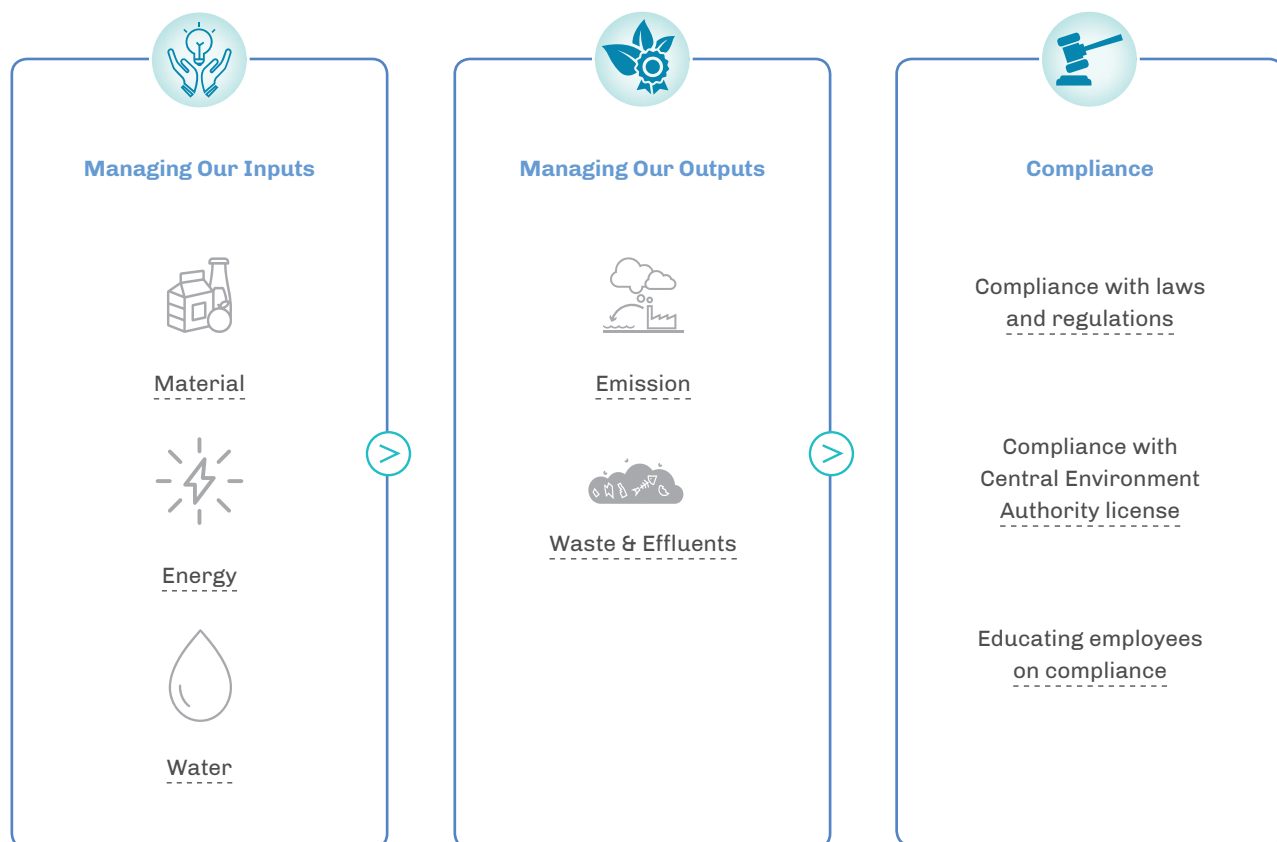 Managing Our Inputs
Material
Energy
Water
Managing Our Outputs
Emission
Waste & Effluents
Compliance
Compliance with laws
and regulations
Compliance with
Central Environment
Authority license
Educating employees
on compliance